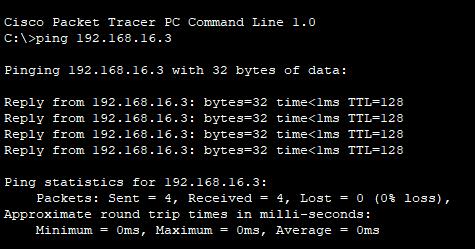 Cisco Packet Tracer PC Command Line 1.0
C:\>ping 192.168.16.3
Pinging 192.168.16.3 with 32 bytes of data:
Reply from 192.168.16.3: bytes=32 time<1ms TTL=128
Reply from 192.168.16.3: bytes=32 time<1ms TTL=128
Reply from 192.168.16.3: bytes=32 time<1ms TTL=128
Reply from 192.168.16.3: bytes=32 time<1ms TTL=128
Ping statistics for 192.168.16.3:
Packets: Sent = 4, Received = 4, Lost = 0 (0% loss),
Approximate round trip times in milli-seconds:
Minimum = 0ms, Maximum = 0ms, Average = 0ms